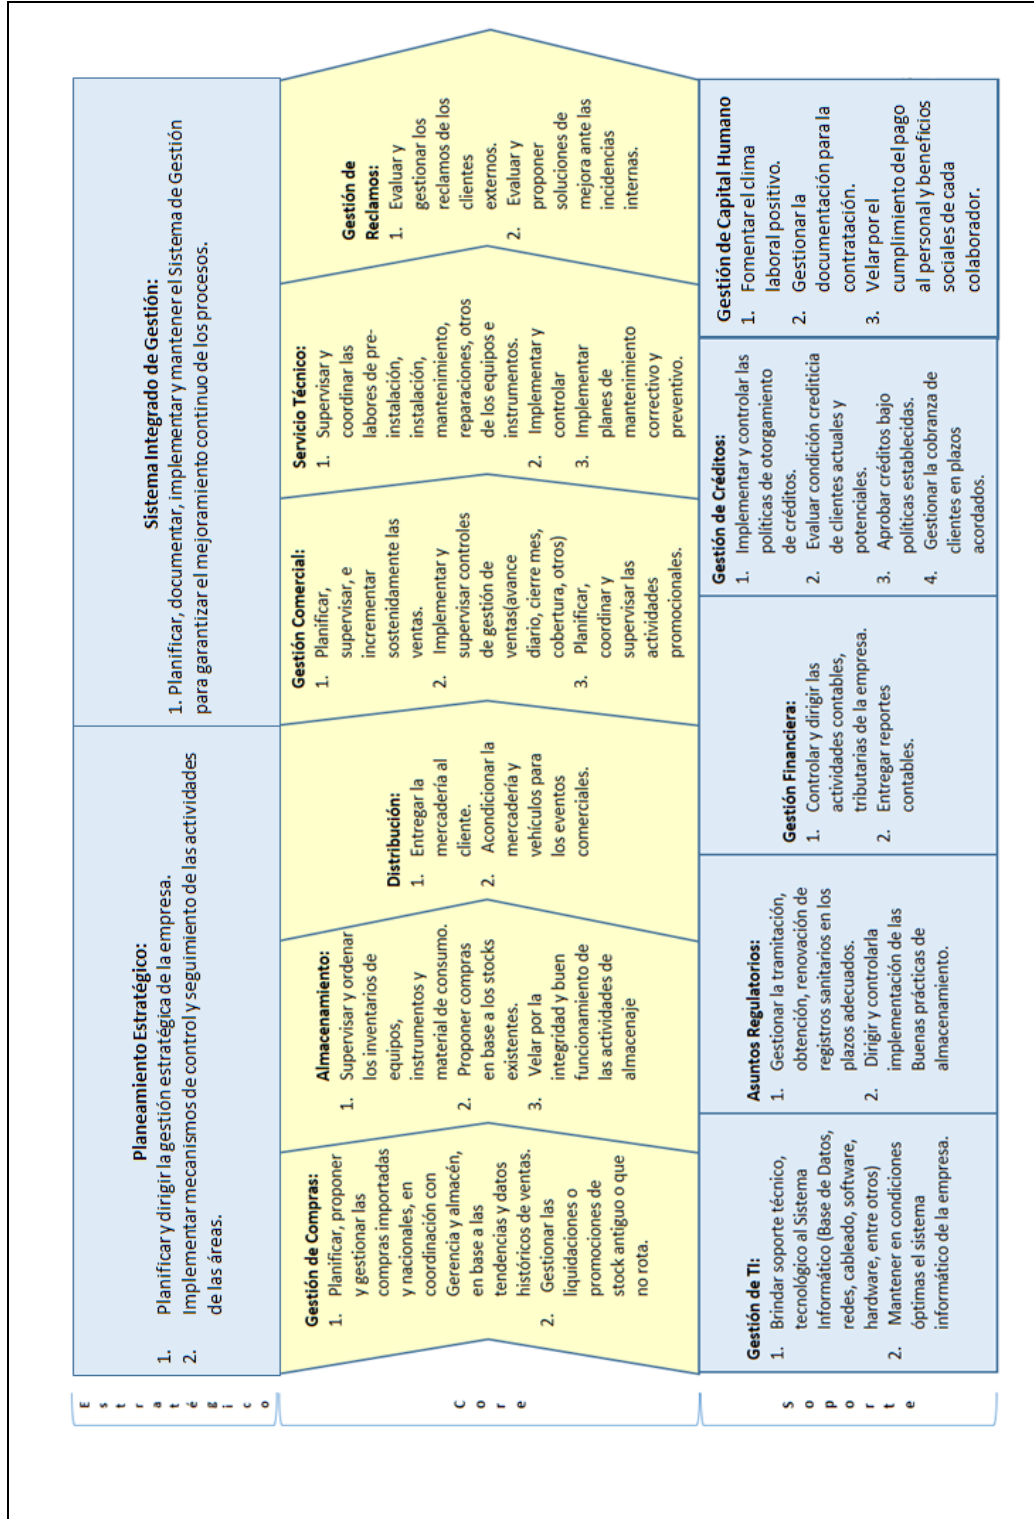 Estratégico
Planeamiento Estratégico:
1. Planificar y dirigir la gestión estratégica de la empresa.
2. Implementar mecanismos de control y seguimiento de las actividades
de las áreas.
Sistema Integrado de Gestión:
1. Planificar, documentar, implementar y mantener el Sistema de Gestión
para garantizar el mejoramiento continuo de los procesos.
Core
Gestión de Compras:
1. Planificar, proponer
y gestionar las
compras importadas
y nacionales, en
coordinación con
Gerencia y almacén,
en base a las
tendencias y datos
históricos de ventas.
2. Gestionar las
liquidaciones o
promociones de
stock antiguo o que
no rota.
Almacenamiento:
1. Supervisar y ordenar
los inventarios de
equipos,
instrumentos y
material de consumo.
2. Proponer compras
en base a los stocks
existentes.
3. Velar por la
integridad y buen
funcionamiento de
las actividades de
almacenaje
Distribución:
1. Entregar la
mercadería al
cliente.
2. Acondicionar la
mercadería y
vehículos para
los eventos
comerciales.
Gestión Comercial:
1. Planificar,
supervisar, e
incrementar
sostenidamente las
ventas.
2. Implementar y
supervisar controles
de gestión de
ventas(avance
diario, cierre mes,
cobertura, otros)
3. Planificar,
coordinar y
supervisar las
actividades
promocionales.
Servicio Técnico:
1. Supervisar y
coordinar las
labores de pre-
instalación,
instalación,
mantenimiento,
reparaciones, otros
de los equipos e
instrumentos.
2. Implementar y
controlar
3. Implementar
planes de
mantenimiento
correctivo y
preventivo.
Gestión de
Reclamos:
1. Evaluar y
gestionar los
reclamos de los
clientes
externos.
2. Evaluar y
proponer
soluciones de
mejora ante las
incidencias
internas.
Soporte
Gestión de TI:
1. Brindar soporte técnico,
tecnológico al Sistema
Informático (Base de Datos,
redes, cableado, software,
hardware, entre otros)
2. Mantener en condiciones
óptimas el sistema
informático de la empresa.
Asuntos Regulatorios:
1. Gestionar la tramitación,
obtención, renovación de
registros sanitarios en los
plazos adecuados.
2. Dirigir y controlarla
implementación de las
Buenas prácticas de
almacenamiento.
Gestión Financiera:
1. Controlar y dirigir las
actividades contables,
tributarias de la empresa.
2. Entregar reportes
contables.
Gestión de Créditos:
1. Implementar y controlar las
políticas de otorgamiento
de créditos.
2. Evaluar condición crediticia
de clientes actuales y
potenciales.
3. Aprobar créditos bajo
políticas establecidas.
4. Gestionar la cobranza de
clientes en plazos
acordados.
Gestión de Capital Humano
1. Fomentar el clima
laboral positivo.
2. Gestionar la
documentación para la
contratación.
3. Velar por el
cumplimiento del pago
al personal y beneficios
sociales de cada
colaborador.